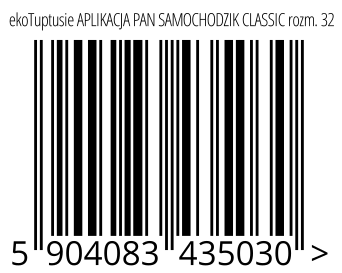 ekoTuptusie APLIKACJA PAN SAMOCHODZIK CLASSIC rozm. 32
5 904083 435030 >